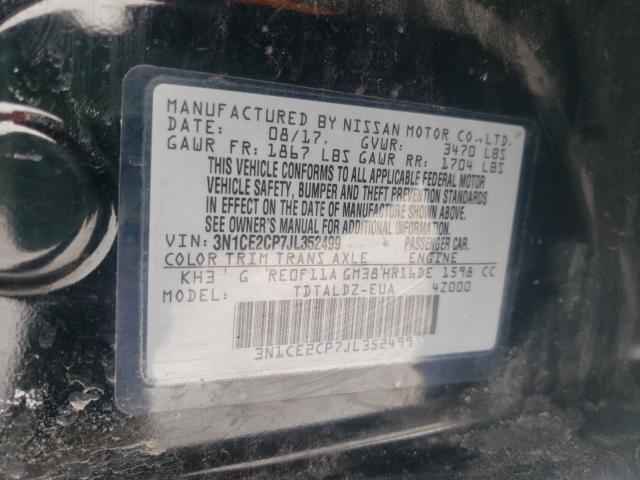 MANUFACTURED BY NISSAN MOTOR CO.,LTD.
DATE: 08/17. GVWR: 3470 LBS
GAWR FR: 1867 LBS GAWR RR: 1704 LBS
THIS VEHICLE CONFORMS TO ALL APPLICABLE FEDERAL MOTOR
VEHICLE SAFETY, BUMPER AND THEFT PREVENTION STANDARDS
IN EFFECT ON THE DATE OF MANUFACTURE SHOWN ABOVE.
SEE OWNER'S MANUAL FOR ADDITIONAL INFORMATION.
VIN: 3N1CE2CP7JL352499 PASSENGER CAR.
COLOR TRIM TRANS AXLE ENGINE
KH3 G RE0F11A GM38 HR16DE 1598 CC
MODEL: TDTALDZ-EUA 4Z000
3N1CE2CP7JL352499